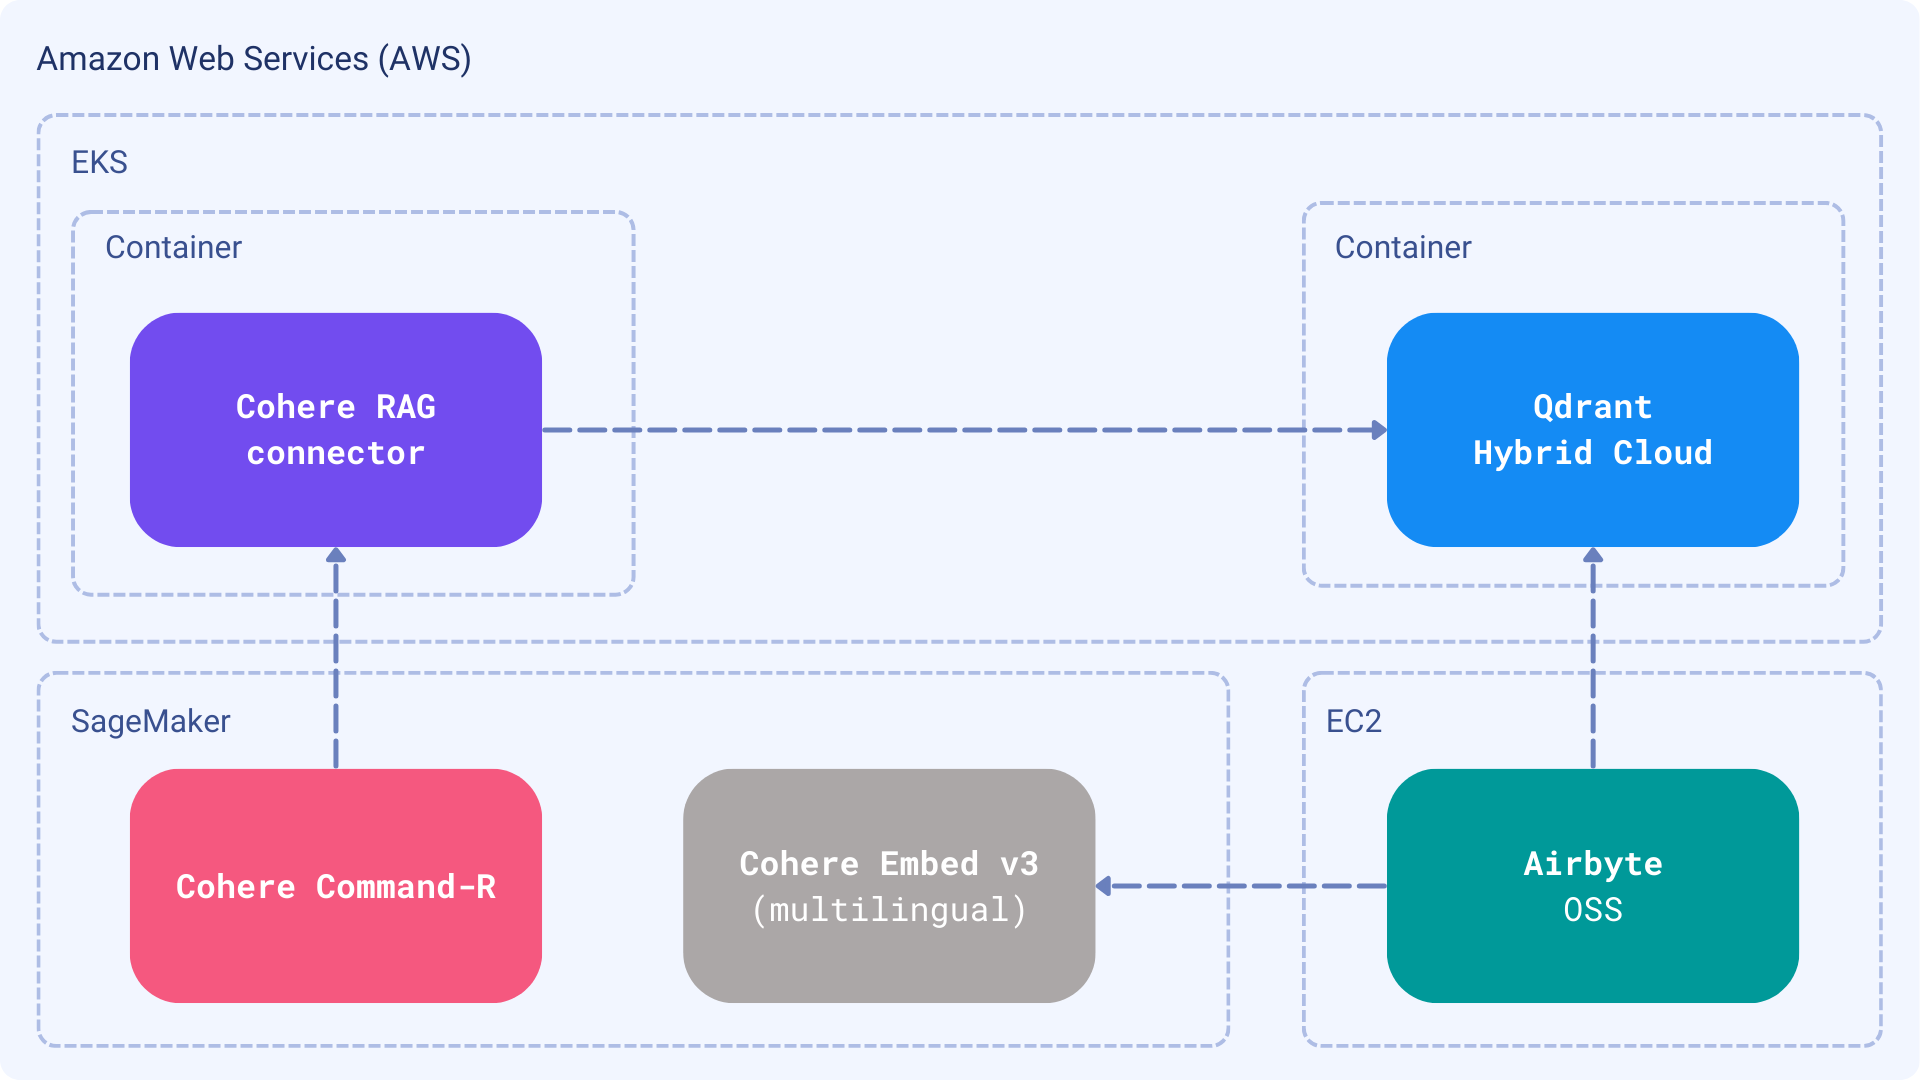 Amazon Web Services (AWS)
EKS
Container
Cohere RAG
connector
Container
Qdrant
Hybrid Cloud
SageMaker
Cohere Command-R
Cohere Embed v3
(multilingual)
EC2
Airbyte
OSS